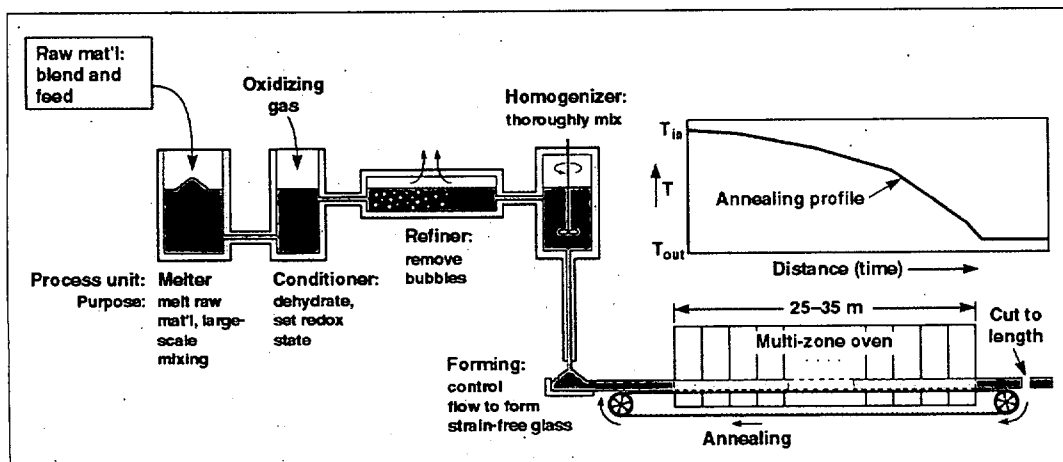 Raw mat'l:
blend and
feed
Oxidizing
gas
Homogenizer:
thoroughly mix
Refiner:
remove
bubbles
Process unit:
Purpose:
Melter
melt raw
mat'l, large-
scale
mixing
Conditioner:
dehydrate,
set redox
state
Forming:
control
flow to form
strain-free glass
T in
T
T out
Annealing profile
Distance (time)
25–35 m
Multi-zone oven
Cut to
length
Annealing